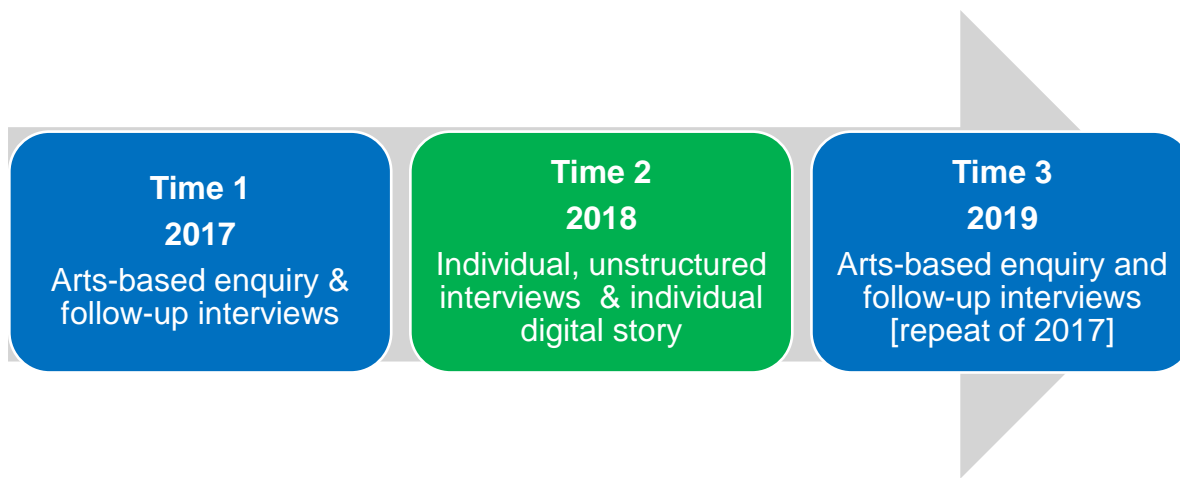 Time 1
2017
Arts-based enquiry &
follow-up interviews
Time 2
2018
Individual, unstructured
interviews  & individual
digital story
Time 3
2019
Arts-based enquiry and
follow-up interviews
[repeat of 2017]